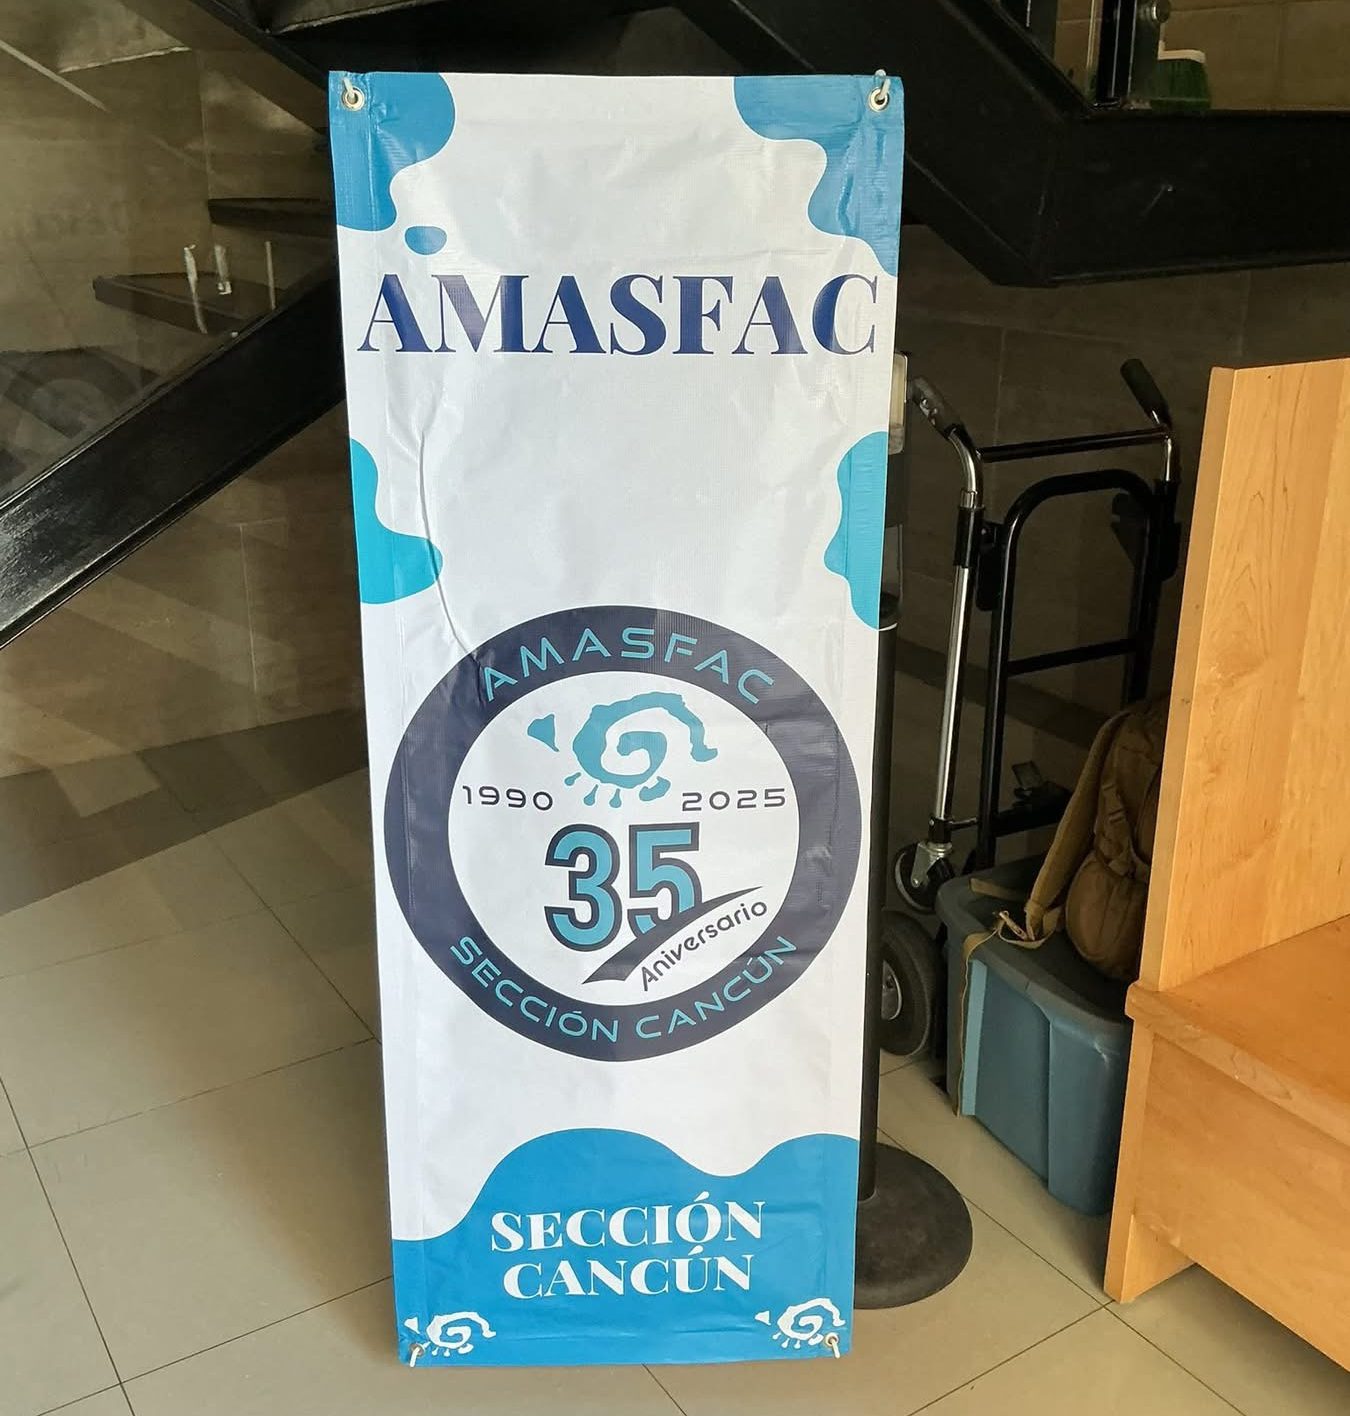 AMASFAC
AMASFAC
1990 2025
35
Aniversario
SECCIÓN CANCÚN
SECCIÓN
CANCÚN